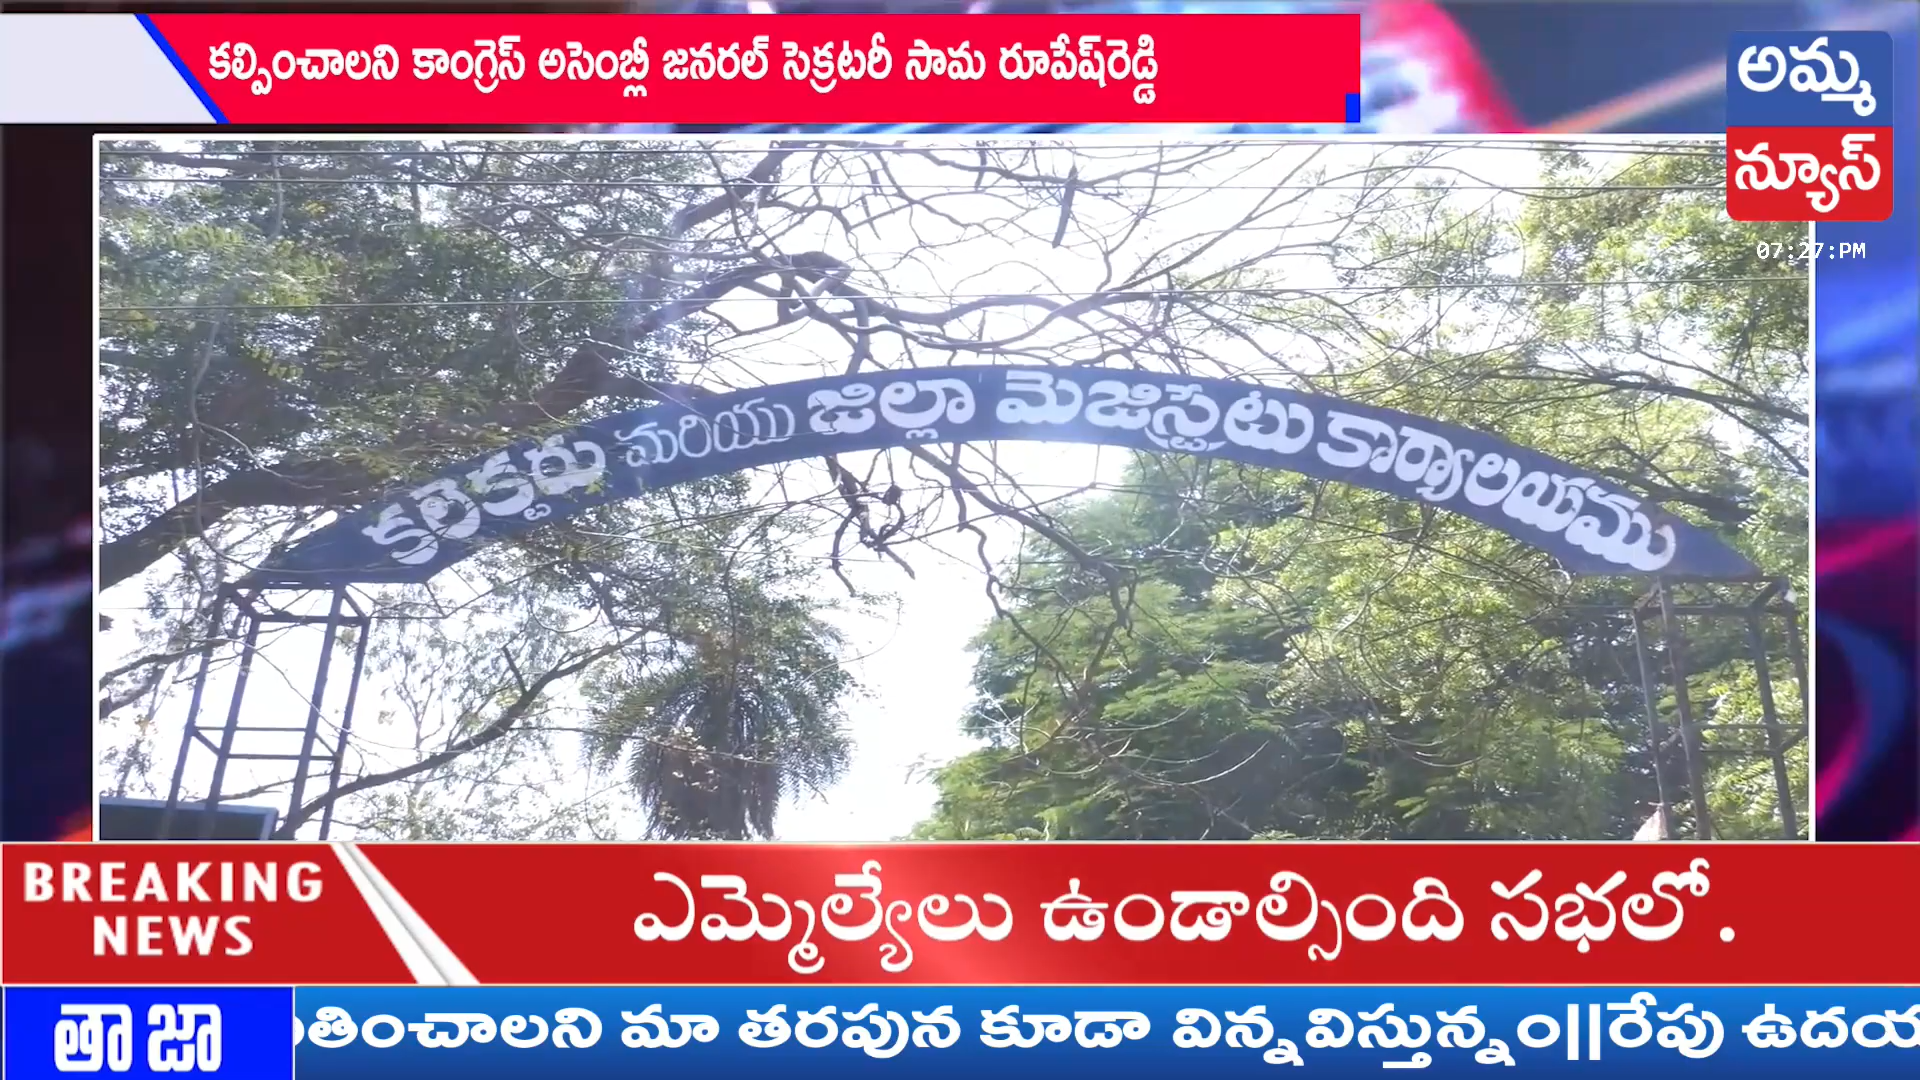 కల్పించాలని కాంగ్రెస్ అసెంబ్లీ జనరల్ సెక్రటరీ సామ రూపేష్‌రెడ్డి
అమ్మ
న్యూస్
07:27:PM
కలెక్టరు మరియు జిల్లా మెజిస్ట్రేటు కార్యాలయము
BREAKING
NEWS
ఎమ్మెల్యేలు ఉండాల్సింది సభలో.
తాజా
తించాలని మా తరపున కూడా విన్నవిస్తున్నం||రేపు ఉదయ